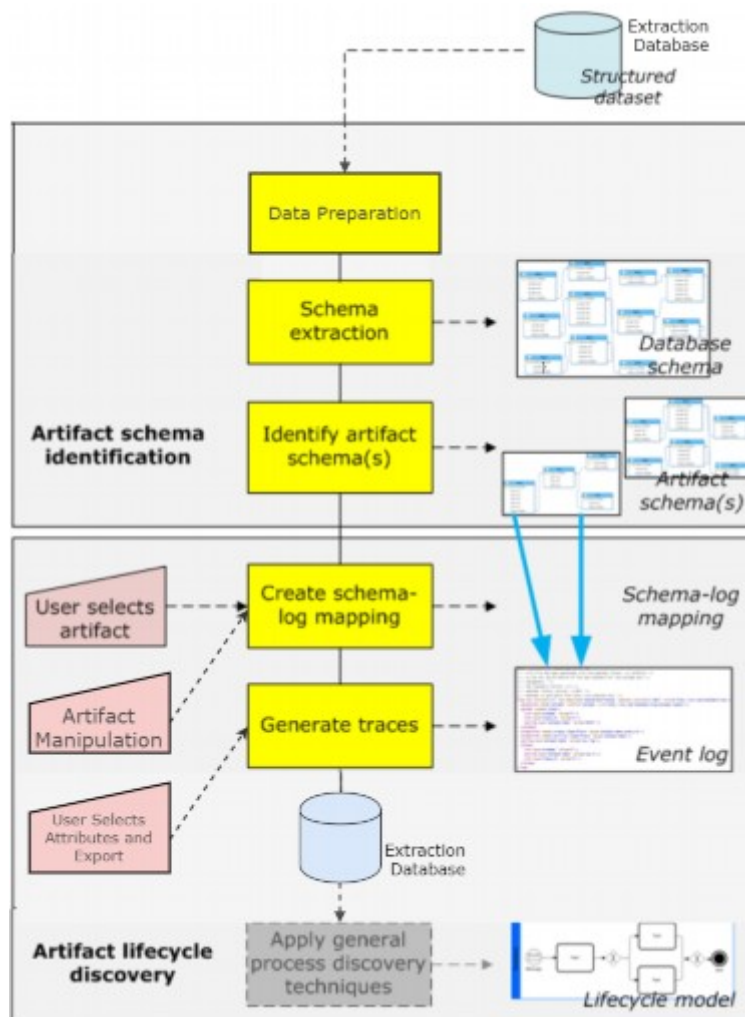 Extraction
Database
Structured
dataset
Data Preparation
Schema
extraction
Database
schema
Artifact schema
identification
Identify artifact
schema(s)
Artifact
schema(s)
User selects
artifact
Create schema-
log mapping
Schema-log
mapping
Artifact
Manipulation
Generate traces
Event log
User Selects
Attributes and
Export
Extraction
Database
Artifact lifecycle
discovery
Apply general
process discovery
techniques
Lifecycle model